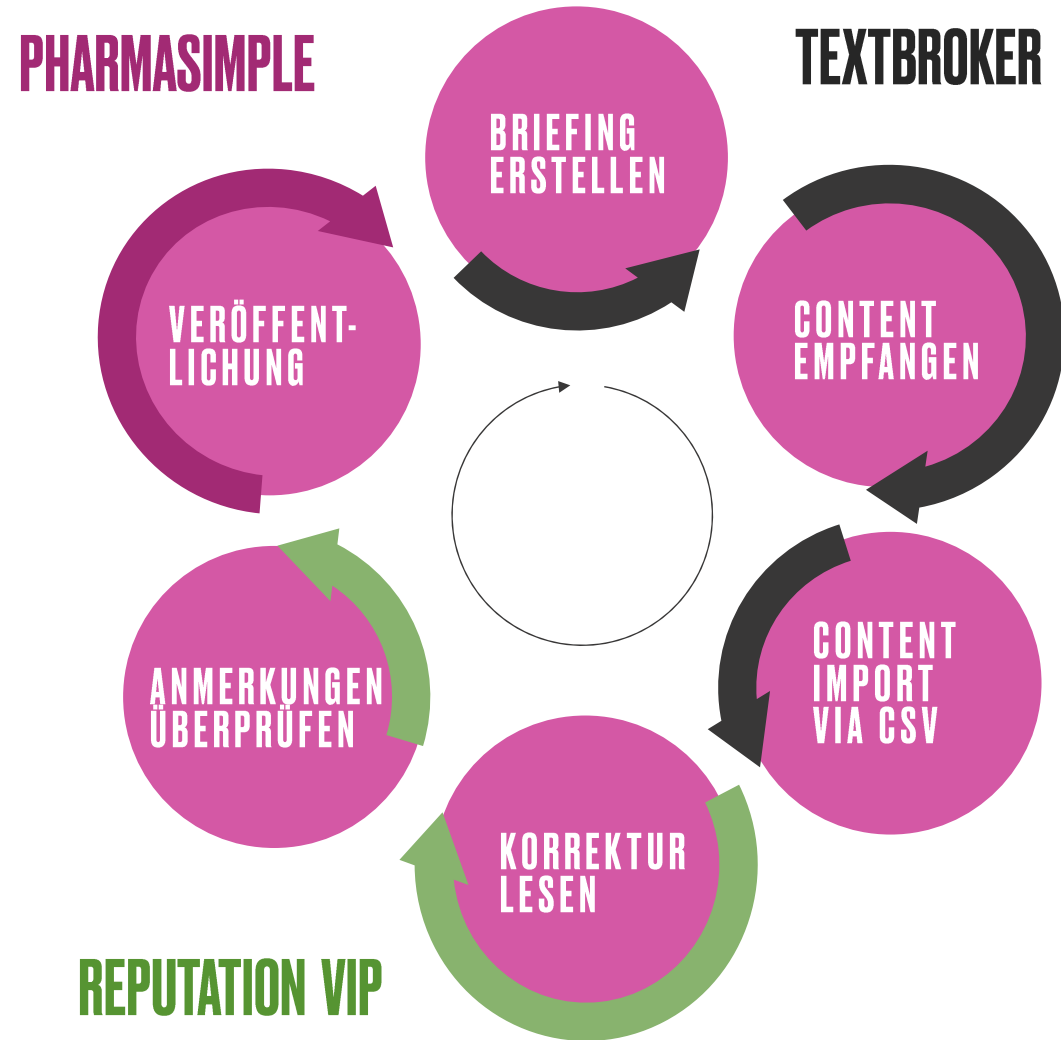 PHARMASIMPLE
TEXTBROKER
BRIEFING
ERSTELLEN
CONTENT
EMPFANGEN
CONTENT
IMPORT
VIA CSV
KORREKTUR
LESEN
ANMERKUNGEN
ÜBERPRÜFEN
VERÖFFENT-
LICHUNG
REPUTATION VIP